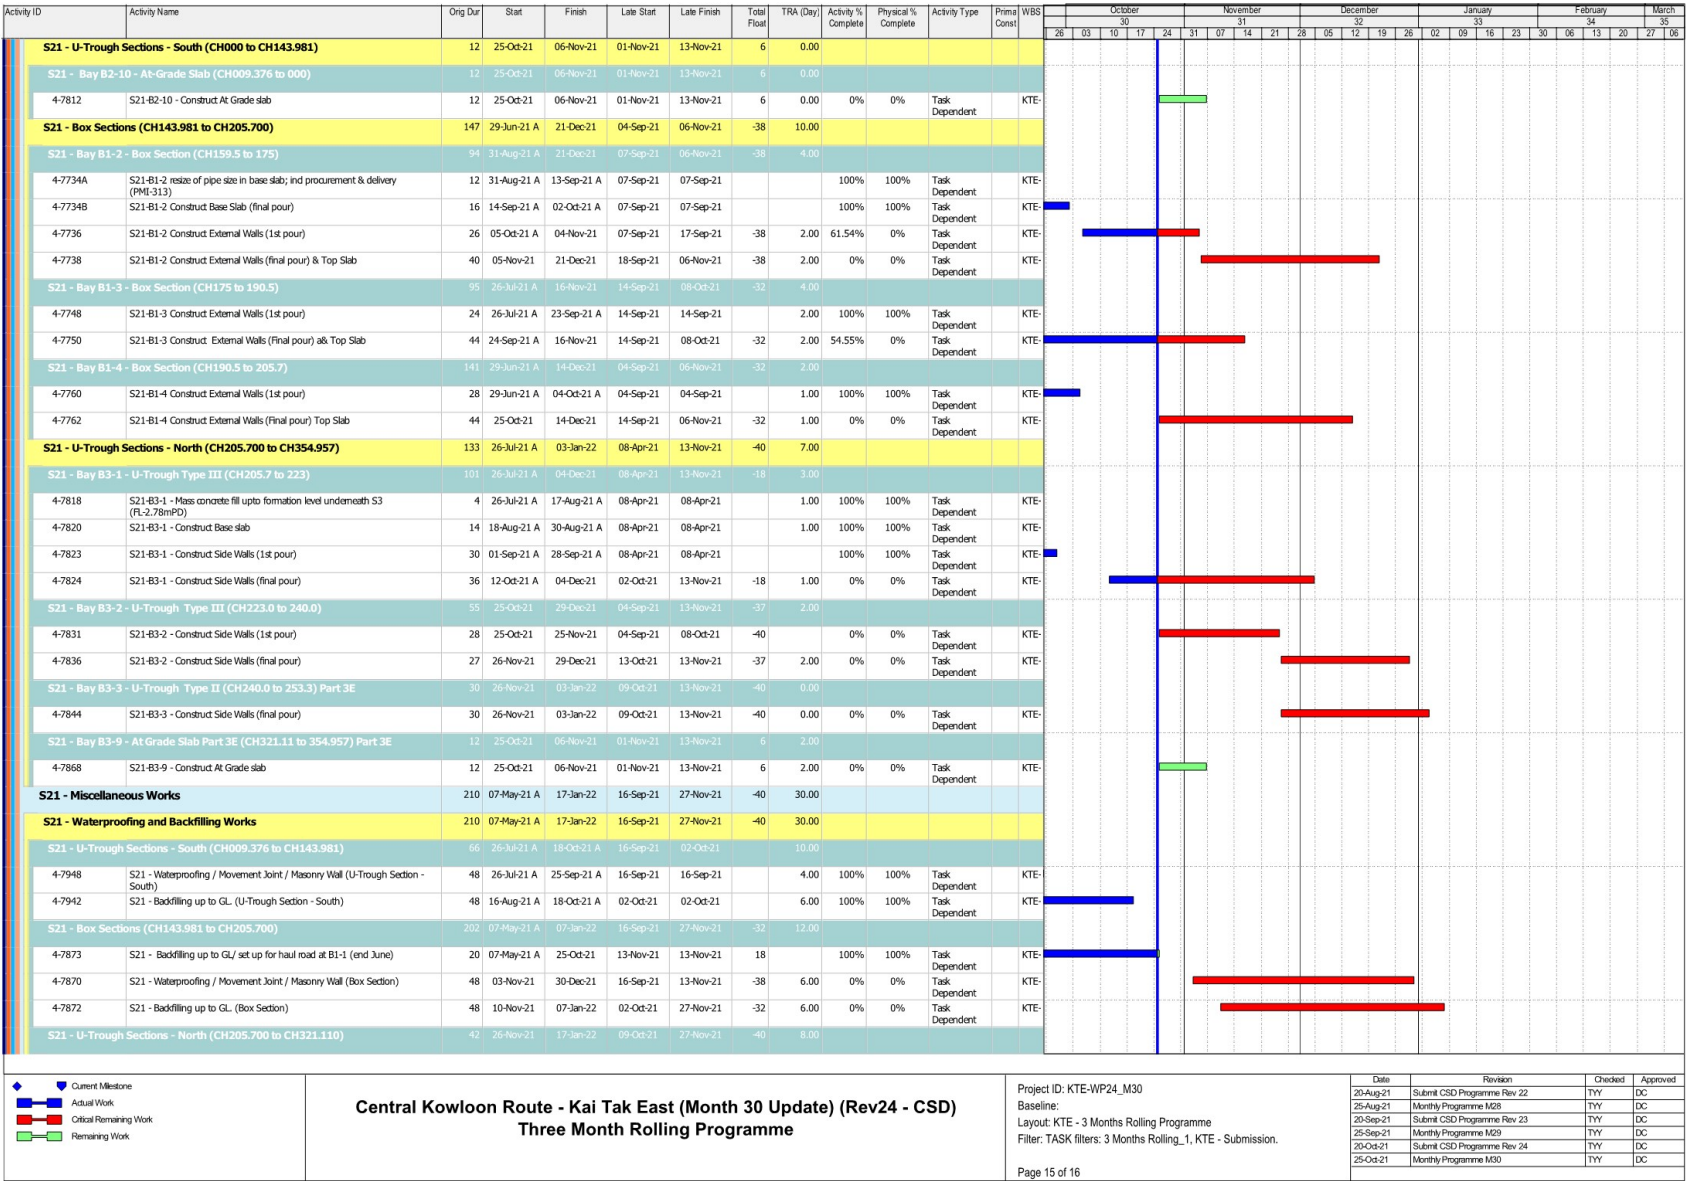 Activity ID Activity Name Orig Dur Start Finish Late Start Late Finish Total Float TRA (Day) Activity % Complete Physical % Complete Activity Type Prima Const WBS
October November December January February March
30 31 32 33 34 35
26 03 10 17 24 31 07 14 21 28 05 12 19 26 02 09 16 23 30 06 13 20 27 06
S21 - U-Trough Sections - South (CH000 to CH143.981) 12 25-Oct-21 06-Nov-21 01-Nov-21 13-Nov-21 6 0.00
S21 - Bay B2-10 - At-Grade Slab (CH009.376 to 000) 12 25-Oct-21 06-Nov-21 01-Nov-21 13-Nov-21 6 0.00
4-7812 S21-B2-10 - Construct At Grade slab 12 25-Oct-21 06-Nov-21 01-Nov-21 13-Nov-21 6 0.00 0% 0% Task Dependent KTE-
S21 - Box Sections (CH143.981 to CH205.700) 147 29-Jun-21 A 21-Dec-21 04-Sep-21 06-Nov-21 -38 10.00
S21 - Bay B1-2 - Box Section (CH159.5 to 175) 94 31-Aug-21 A 21-Dec-21 07-Sep-21 06-Nov-21 -38 4.00
4-7734A S21-B1-2 resize of pipe size in base slab; ind procurement & delivery (PMI-313) 12 31-Aug-21 A 13-Sep-21 A 07-Sep-21 07-Sep-21 100% 100% Task Dependent KTE-
4-7734B S21-B1-2 Construct Base Slab (final pour) 16 14-Sep-21 A 02-Oct-21 A 07-Sep-21 07-Sep-21 100% 100% Task Dependent KTE-
4-7736 S21-B1-2 Construct External Walls (1st pour) 26 05-Oct-21 A 04-Nov-21 07-Sep-21 17-Sep-21 -38 2.00 61.54% 0% Task Dependent KTE-
4-7738 S21-B1-2 Construct External Walls (final pour) & Top Slab 40 05-Nov-21 21-Dec-21 18-Sep-21 06-Nov-21 -38 2.00 0% 0% Task Dependent KTE-
S21 - Bay B1-3 - Box Section (CH175 to 190.5) 95 26-Jul-21 A 16-Nov-21 14-Sep-21 08-Oct-21 -32 4.00
4-7748 S21-B1-3 Construct External Walls (1st pour) 24 26-Jul-21 A 23-Sep-21 A 14-Sep-21 14-Sep-21 2.00 100% 100% Task Dependent KTE-
4-7750 S21-B1-3 Construct External Walls (Final pour) a& Top Slab 44 24-Sep-21 A 16-Nov-21 14-Sep-21 08-Oct-21 -32 2.00 54.55% 0% Task Dependent KTE-
S21 - Bay B1-4 - Box Section (CH190.5 to 205.7) 141 29-Jun-21 A 14-Dec-21 04-Sep-21 06-Nov-21 -32 2.00
4-7760 S21-B1-4 Construct External Walls (1st pour) 28 29-Jun-21 A 04-Oct-21 A 04-Sep-21 04-Sep-21 1.00 100% 100% Task Dependent KTE-
4-7762 S21-B1-4 Construct External Walls (Final pour) Top Slab 44 25-Oct-21 14-Dec-21 14-Sep-21 06-Nov-21 -32 1.00 0% 0% Task Dependent KTE-
S21 - U-Trough Sections - North (CH205.700 to CH354.957) 133 26-Jul-21 A 03-Jan-22 08-Apr-21 13-Nov-21 -40 7.00
S21 - Bay B3-1 - U-Trough Type III (CH205.7 to 223) 101 26-Jul-21 A 04-Dec-21 08-Apr-21 13-Nov-21 -18 3.00
4-7818 S21-B3-1 - Mass concrete fill upto formation level underneath S3 (FL-2.78mPD) 4 26-Jul-21 A 17-Aug-21 A 08-Apr-21 08-Apr-21 1.00 100% 100% Task Dependent KTE-
4-7820 S21-B3-1 - Construct Base slab 14 18-Aug-21 A 30-Aug-21 A 08-Apr-21 08-Apr-21 1.00 100% 100% Task Dependent KTE-
4-7823 S21-B3-1 - Construct Side Walls (1st pour) 30 01-Sep-21 A 28-Sep-21 A 08-Apr-21 08-Apr-21 100% 100% Task Dependent KTE-
4-7824 S21-B3-1 - Construct Side Walls (final pour) 36 12-Oct-21 A 04-Dec-21 02-Oct-21 13-Nov-21 -18 1.00 0% 0% Task Dependent KTE-
S21 - Bay B3-2 - U-Trough Type III (CH223.0 to 240.0) 55 25-Oct-21 29-Dec-21 04-Sep-21 13-Nov-21 -37 2.00
4-7831 S21-B3-2 - Construct Side Walls (1st pour) 28 25-Oct-21 25-Nov-21 04-Sep-21 08-Oct-21 -40 0% 0% Task Dependent KTE-
4-7836 S21-B3-2 - Construct Side Walls (final pour) 27 26-Nov-21 29-Dec-21 13-Oct-21 13-Nov-21 -37 2.00 0% 0% Task Dependent KTE-
S21 - Bay B3-3 - U-Trough Type II (CH240.0 to 253.3) Part 3E 30 26-Nov-21 03-Jan-22 09-Oct-21 13-Nov-21 -40 0.00
4-7844 S21-B3-3 - Construct Side Walls (final pour) 30 26-Nov-21 03-Jan-22 09-Oct-21 13-Nov-21 -40 0.00 0% 0% Task Dependent KTE-
S21 - Bay B3-9 - At Grade Slab Part 3E (CH321.11 to 354.957) Part 3E 12 25-Oct-21 06-Nov-21 01-Nov-21 13-Nov-21 6 2.00
4-7868 S21-B3-9 - Construct At Grade slab 12 25-Oct-21 06-Nov-21 01-Nov-21 13-Nov-21 6 2.00 0% 0% Task Dependent KTE-
S21 - Miscellaneous Works 210 07-May-21 A 17-Jan-22 16-Sep-21 27-Nov-21 -40 30.00
S21 - Waterproofing and Backfilling Works 210 07-May-21 A 17-Jan-22 16-Sep-21 27-Nov-21 -40 30.00
S21 - U-Trough Sections - South (CH009.376 to CH143.981) 66 26-Jul-21 A 18-Oct-21 A 16-Sep-21 02-Oct-21 10.00
4-7948 S21 - Waterproofing / Movement Joint / Masonry Wall (U-Trough Section - South) 48 26-Jul-21 A 25-Sep-21 A 16-Sep-21 16-Sep-21 4.00 100% 100% Task Dependent KTE-
4-7942 S21 - Backfilling up to GL. (U-Trough Section - South) 48 16-Aug-21 A 18-Oct-21 A 02-Oct-21 02-Oct-21 6.00 100% 100% Task Dependent KTE-
S21 - Box Sections (CH143.981 to CH205.700) 202 07-May-21 A 07-Jan-22 16-Sep-21 27-Nov-21 -32 12.00
4-7873 S21 - Backfilling up to GL/ set up for haul road at B1-1 (end June) 20 07-May-21 A 25-Oct-21 13-Nov-21 13-Nov-21 18 100% 100% Task Dependent KTE-
4-7870 S21 - Waterproofing / Movement Joint / Masonry Wall (Box Section) 48 03-Nov-21 30-Dec-21 16-Sep-21 13-Nov-21 -38 6.00 0% 0% Task Dependent KTE-
4-7872 S21 - Backfilling up to GL. (Box Section) 48 10-Nov-21 07-Jan-22 02-Oct-21 27-Nov-21 -32 6.00 0% 0% Task Dependent KTE-
S21 - U-Trough Sections - North (CH205.700 to CH321.110) 42 26-Nov-21 17-Jan-22 09-Oct-21 27-Nov-21 -40 8.00
Current Milestone
Actual Work
Critical Remaining Work
Remaining Work
Central Kowloon Route - Kai Tak East (Month 30 Update) (Rev24 - CSD)
Three Month Rolling Programme
Project ID: KTE-WP24_M30
Baseline:
Layout: KTE - 3 Months Rolling Programme
Filter: TASK filters: 3 Months Rolling_1, KTE - Submission.
Page 15 of 16
Date Revision Checked Approved
20-Aug-21 Submit CSD Programme Rev 22 TYY DC
25-Aug-21 Monthly Programme M28 TYY DC
20-Sep-21 Submit CSD Programme Rev 23 TYY DC
25-Sep-21 Monthly Programme M29 TYY DC
20-Oct-21 Submit CSD Programme Rev 24 TYY DC
25-Oct-21 Monthly Programme M30 TYY DC